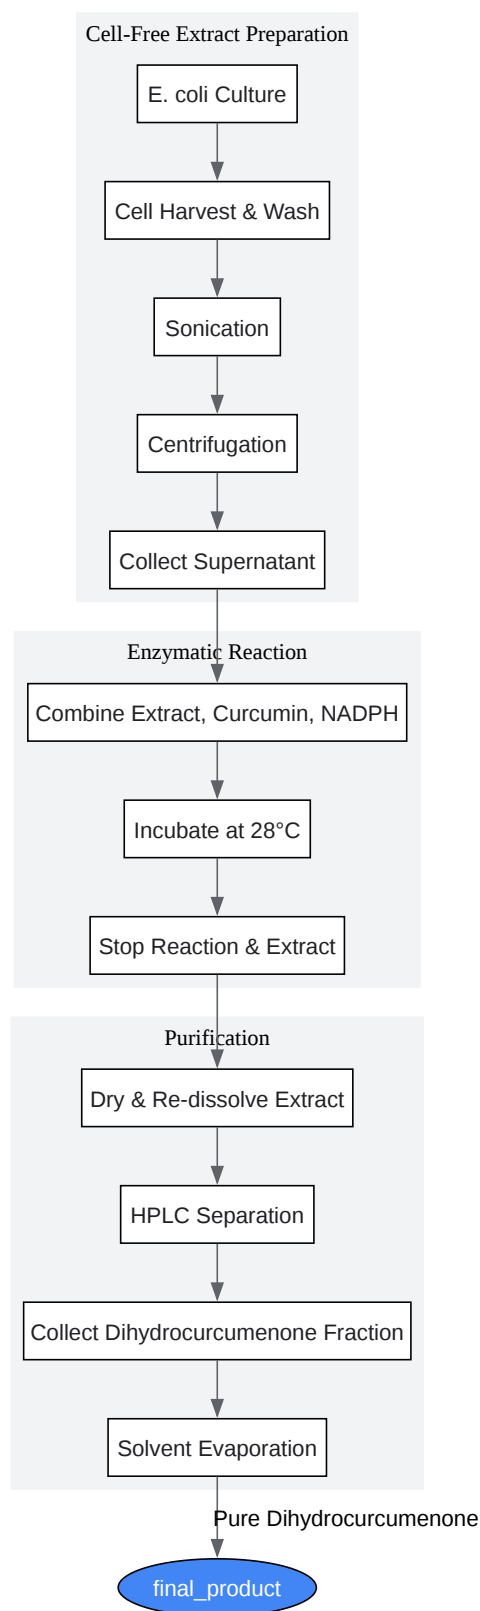 Cell-Free Extract Preparation
E. coli Culture
Cell Harvest & Wash
Sonication
Centrifugation
Collect Supernatant
Enzymatic Reaction
Combine Extract, Curcumin, NADPH
Incubate at 28°C
Stop Reaction & Extract
Purification
Dry & Re-dissolve Extract
HPLC Separation
Collect Dihydrocurcumenone Fraction
Solvent Evaporation
Pure Dihydrocurcumenone
final_product